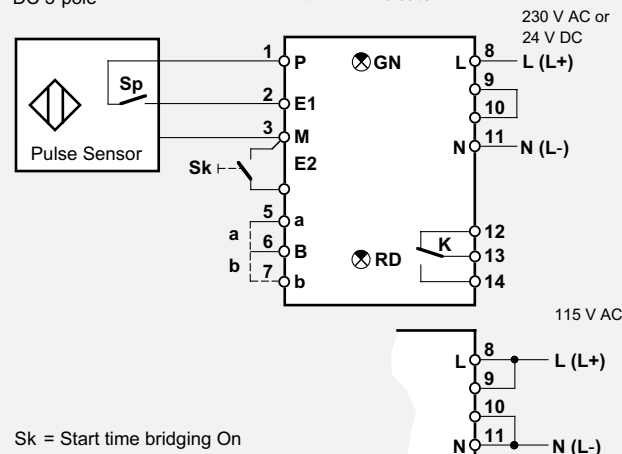 DC 3-pole
230 V AC or
24 V DC
1 P GN L 8 L (L+)
Sp
9
2 E1
10
3 M N 11 N (L-)
Pulse Sensor
Sk E2
5 a 12
a
6 B K 13
b RD
7 b 14
115 V AC
L 8 L (L+)
9
10
Sk = Start time bridging On
N 11 N (L-)